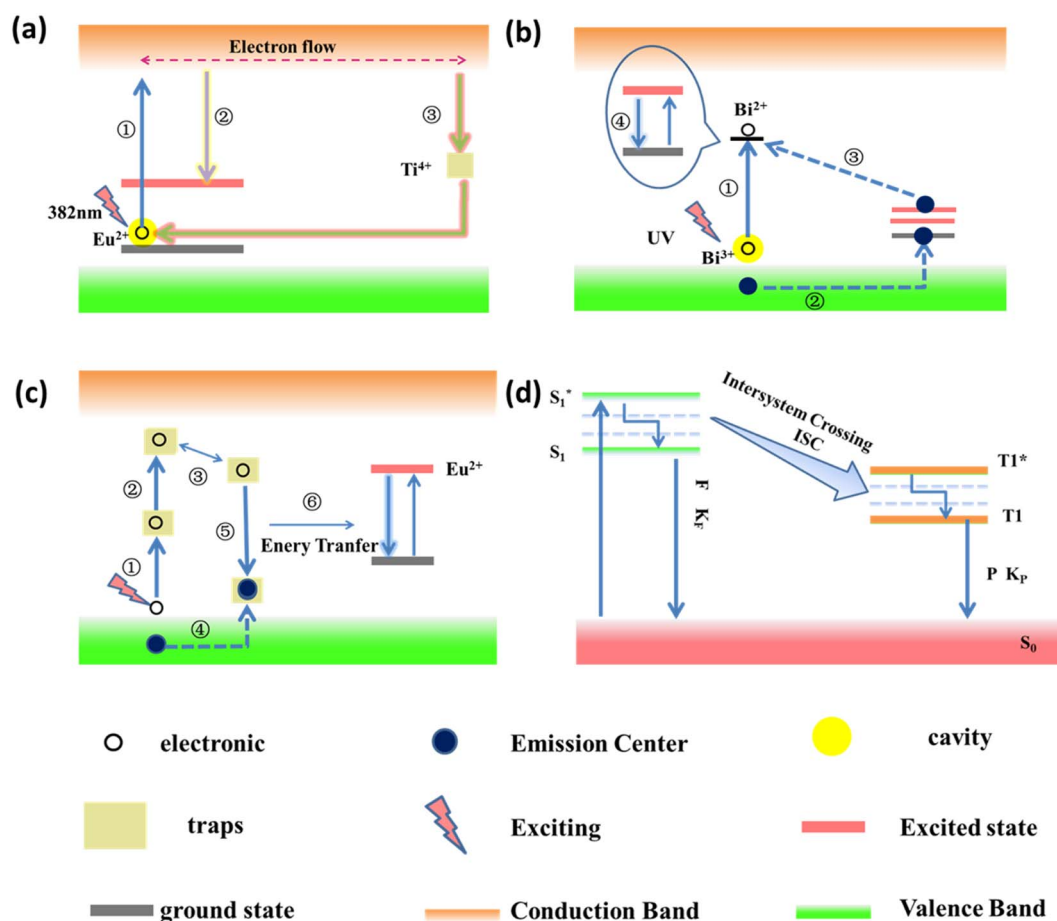 (a)
Electron flow
①
②
③
Ti⁴⁺
382nm
Eu²⁺
(b)
Bi²⁺
④
③
①
UV
Bi³⁺
②
(c)
②
③
①
⑤
④
⑥
Enery Tranfer
Eu²⁺
(d)
S₁*
S₁
Intersystem Crossing
ISC
T1*
T1
F K_F
P K_P
S₀
electronic
Emission Center
cavity
traps
Exciting
Excited state
ground state
Conduction Band
Valence Band